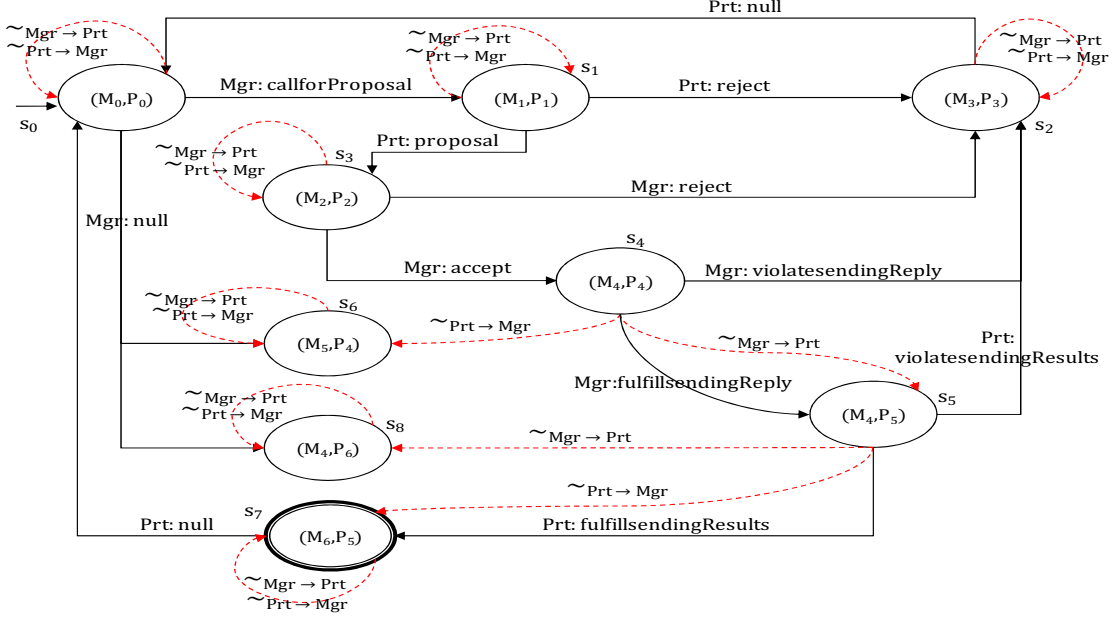 Prt: null
~Mgr → Prt
~Prt → Mgr
~Mgr → Prt
~Prt → Mgr
~Mgr → Prt
~Prt → Mgr
s1
(M0,P0)
Mgr: callforProposal
(M1,P1)
Prt: reject
(M3,P3)
s0
s2
Prt: proposal
~Mgr → Prt
~Prt → Mgr
s3
(M2,P2)
Mgr: reject
Mgr: null
s4
Mgr: accept
(M4,P4)
Mgr: violatesendingReply
~Mgr → Prt
~Prt → Mgr
s6
(M5,P4)
~Prt → Mgr
~Mgr → Prt
Prt:
violatesendingResults
Mgr:fulfillsendingReply
~Mgr → Prt
~Prt → Mgr
s8
(M4,P6)
s5
(M4,P5)
~Mgr → Prt
~Prt → Mgr
s7
Prt: null
(M6,P5)
Prt: fulfillsendingResults
~Mgr → Prt
~Prt → Mgr